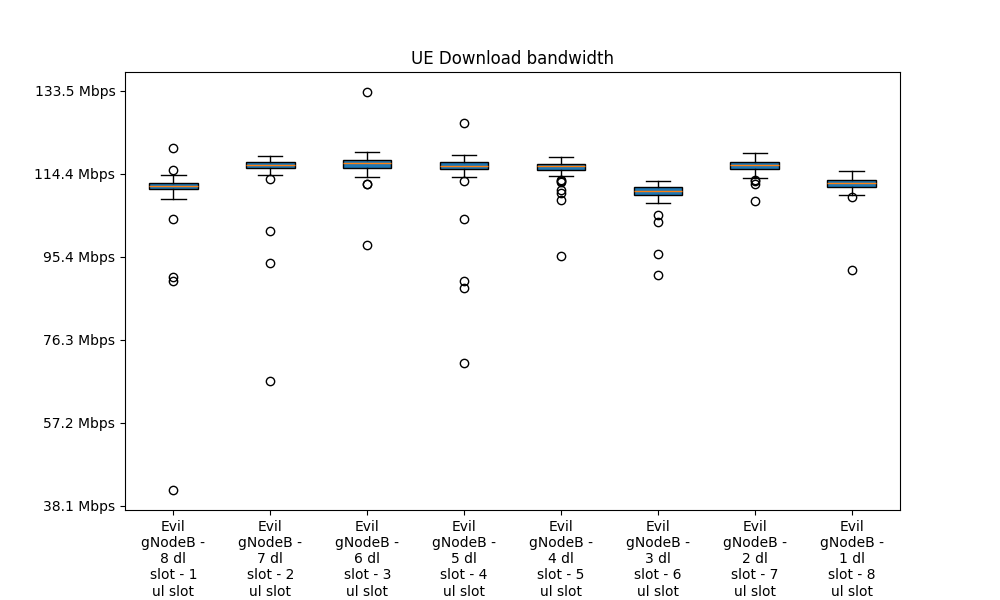 UE Download bandwidth
133.5 Mbps
114.4 Mbps
95.4 Mbps
76.3 Mbps
57.2 Mbps
38.1 Mbps
Evil
gNodeB -
8 dl
slot - 1
ul slot
Evil
gNodeB -
7 dl
slot - 2
ul slot
Evil
gNodeB -
6 dl
slot - 3
ul slot
Evil
gNodeB -
5 dl
slot - 4
ul slot
Evil
gNodeB -
4 dl
slot - 5
ul slot
Evil
gNodeB -
3 dl
slot - 6
ul slot
Evil
gNodeB -
2 dl
slot - 7
ul slot
Evil
gNodeB -
1 dl
slot - 8
ul slot